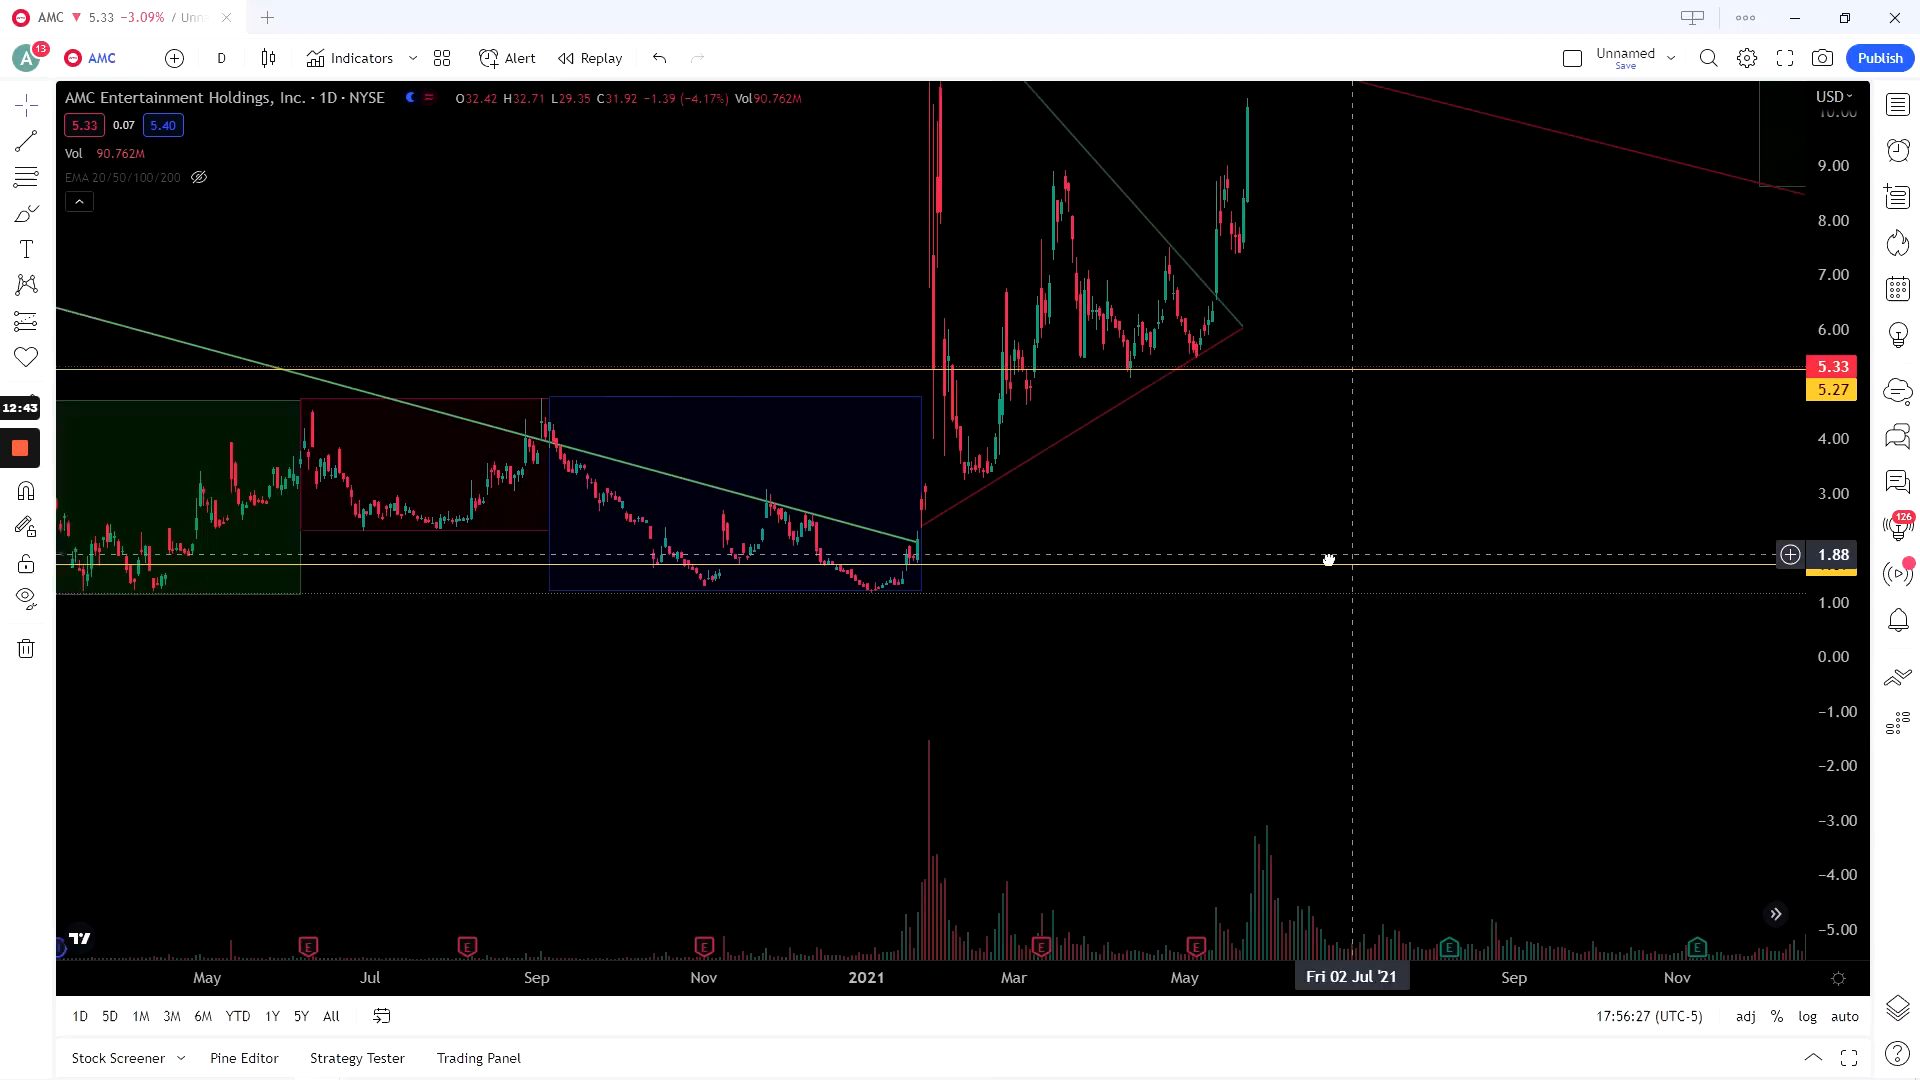 AMC 5.33 −3.09% / Unn
A 13 AMC D Indicators Alert Replay Unnamed Publish
Save
AMC Entertainment Holdings, Inc. · 1D · NYSE O32.42 H32.71 L29.35 C31.92 −1.39 (−4.17%) Vol90.762M USD
10.00
5.33 0.07 5.40
Vol 90.762M
EMA 20/50/100/200
9.00
8.00
7.00
6.00
5.33
5.27
12:43
4.00
3.00
126
1.88
1.00
0.00
−1.00
−2.00
−3.00
−4.00
−5.00
E E E E E E E
May Jul Sep Nov 2021 Mar May Fri 02 Jul '21 Sep Nov
1D 5D 1M 3M 6M YTD 1Y 5Y All 17:56:27 (UTC-5) adj % log auto
Stock Screener Pine Editor Strategy Tester Trading Panel